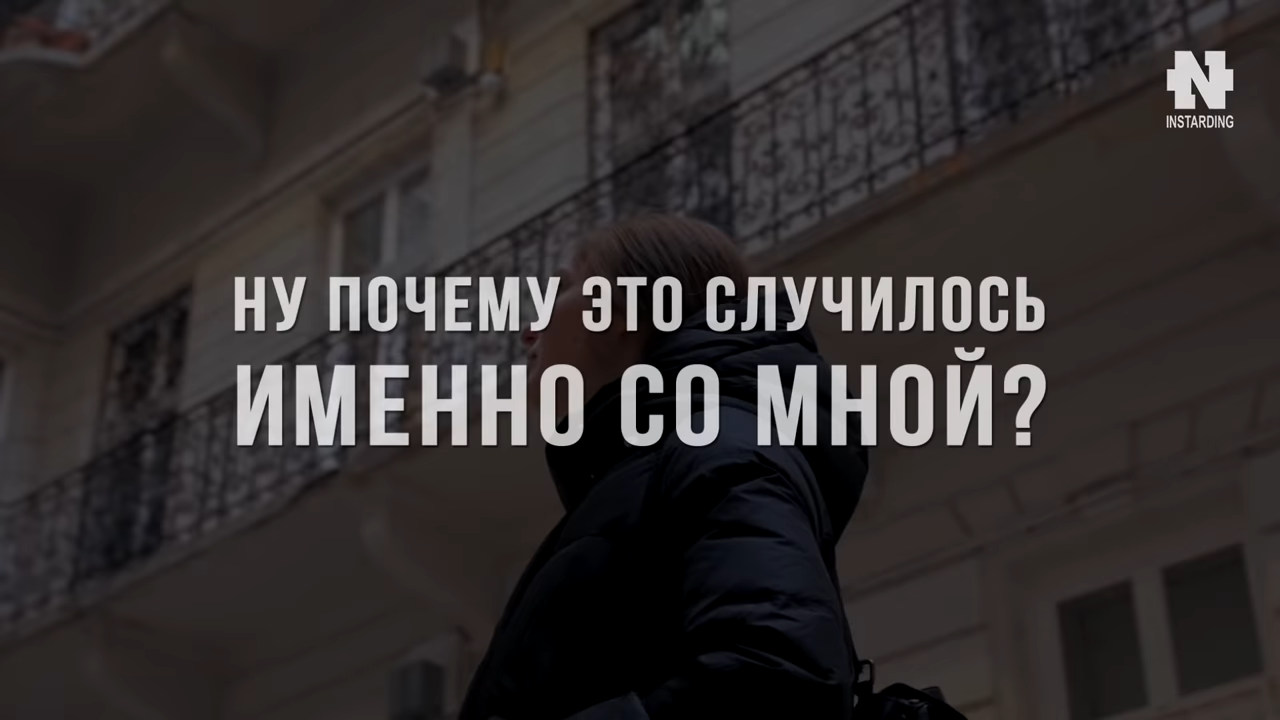 INSTARDING
НУ ПОЧЕМУ ЭТО СЛУЧИЛОСЬ
ИМЕННО СО МНОЙ?